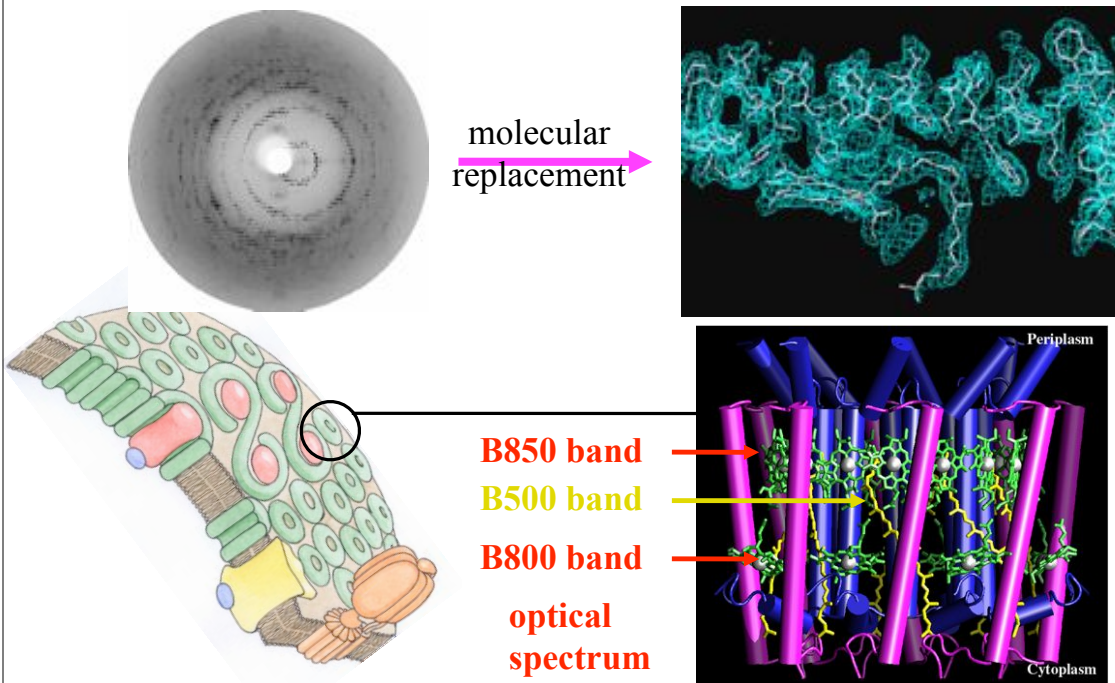 molecular
replacement
Periplasm
B850 band
B500 band
B800 band
optical
spectrum
Cytoplasm